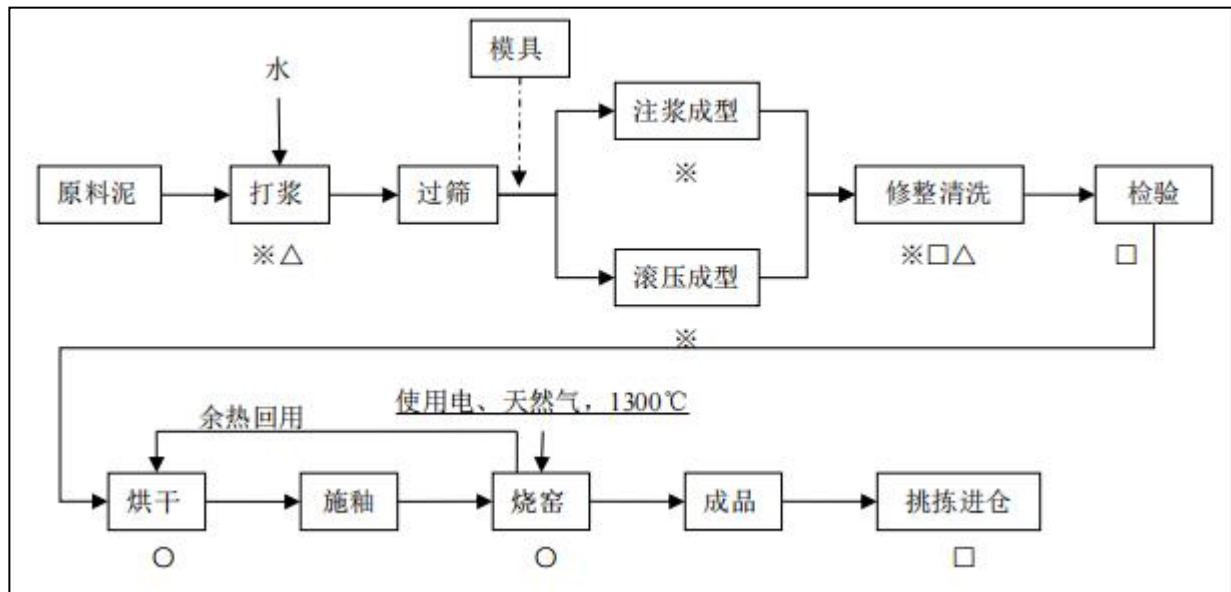 模具
水
注浆成型
※
原料泥
打浆
过筛
修整清洗
检验
※△
※□△
□
滚压成型
※
使用电、天然气，1300℃
余热回用
烘干
施釉
烧窑
成品
挑拣进仓
○
○
□